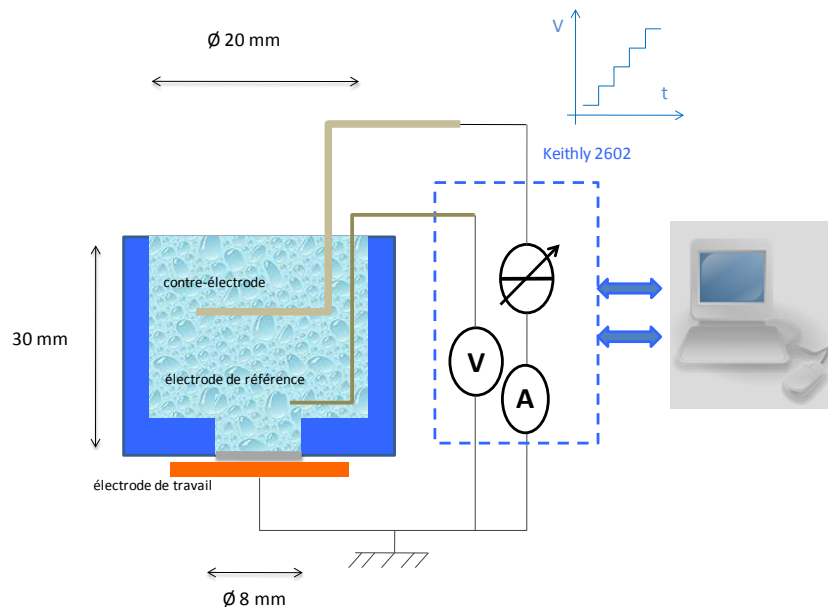 Ø 20 mm
V
t
Keithly 2602
contre-électrode
30 mm
électrode de référence
V
A
électrode de travail
Ø 8 mm